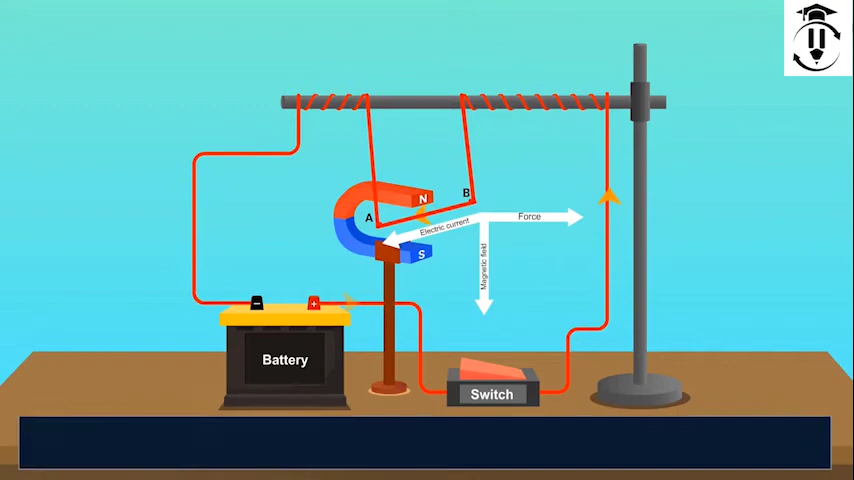 N
B
A
Force
Electric current
S
Magnetic field
−
+
Battery
Switch